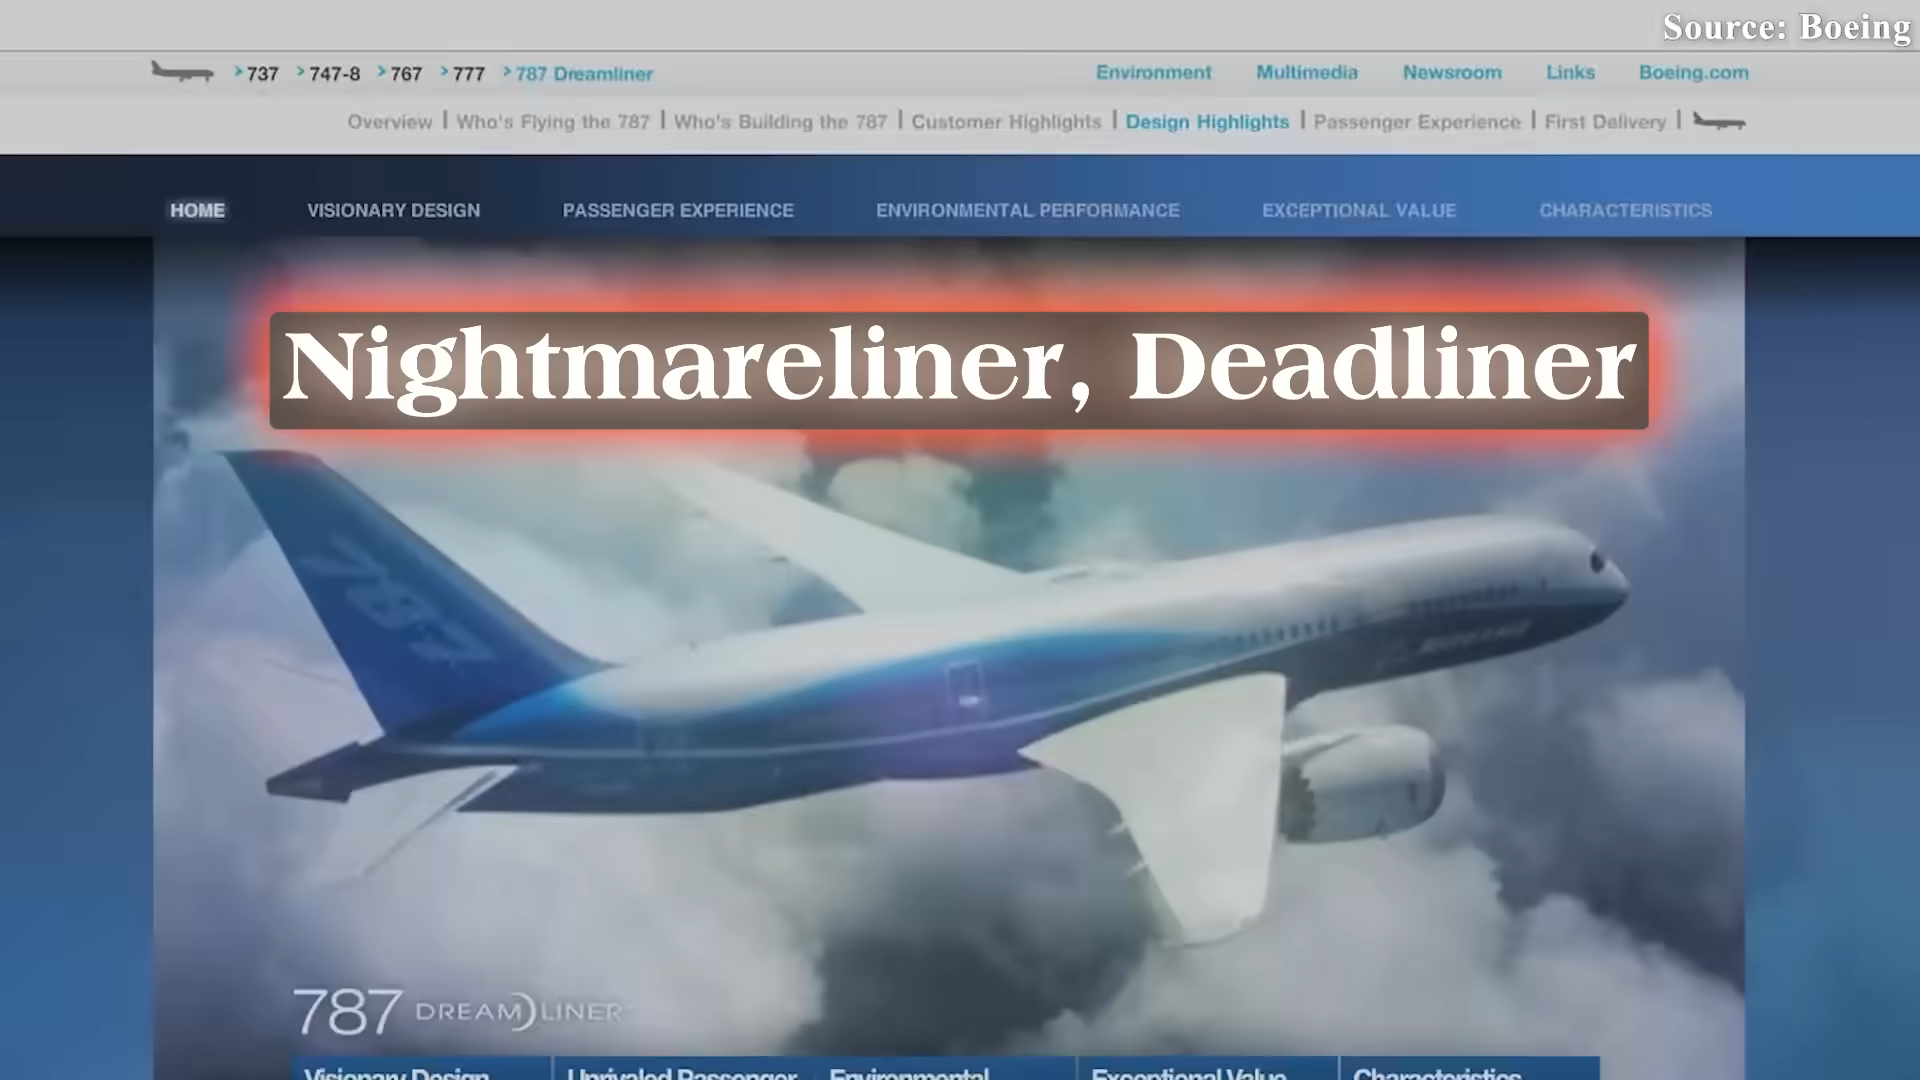 Source: Boeing
737 747-8 767 777 787 Dreamliner Environment Multimedia Newsroom Links Boeing.com
Overview | Who's Flying the 787 | Who's Building the 787 | Customer Highlights | Design Highlights | Passenger Experience | First Delivery |
HOME VISIONARY DESIGN PASSENGER EXPERIENCE ENVIRONMENTAL PERFORMANCE EXCEPTIONAL VALUE CHARACTERISTICS
Nightmareliner, Deadliner
787
787 DREAMLINER
Visionary Design Unrivaled Passenger Environmental Exceptional Value Characteristics